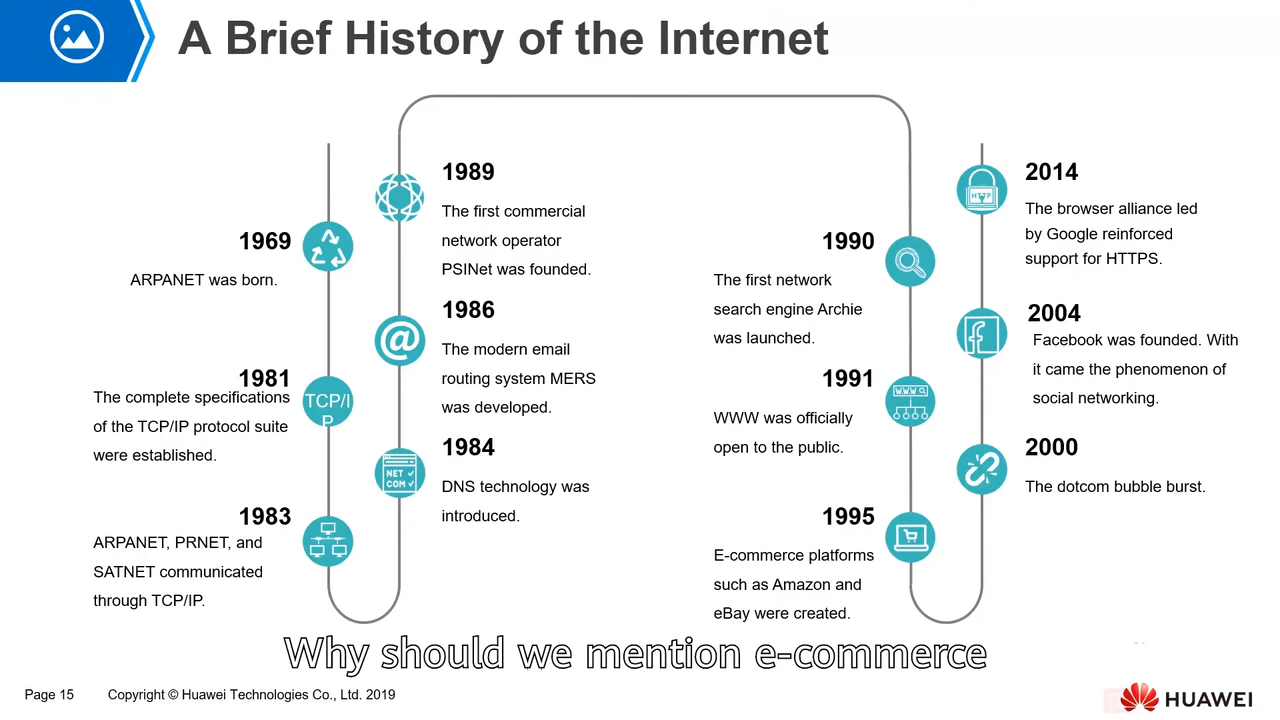 A Brief History of the Internet
1969
ARPANET was born.
1981
The complete specifications
of the TCP/IP protocol suite
were established.
TCP/I
P
1983
ARPANET, PRNET, and
SATNET communicated
through TCP/IP.
1984
DNS technology was
introduced.
NET
COM
1986
The modern email
routing system MERS
was developed.
@
1989
The first commercial
network operator
PSINet was founded.
1990
The first network
search engine Archie
was launched.
1991
WWW was officially
open to the public.
WWW
1995
E-commerce platforms
such as Amazon and
eBay were created.
2000
The dotcom bubble burst.
2004
Facebook was founded. With
it came the phenomenon of
social networking.
f
2014
The browser alliance led
by Google reinforced
support for HTTPS.
HTTP
Why should we mention e-commerce
Page 15
Copyright © Huawei Technologies Co., Ltd. 2019
HUAWEI